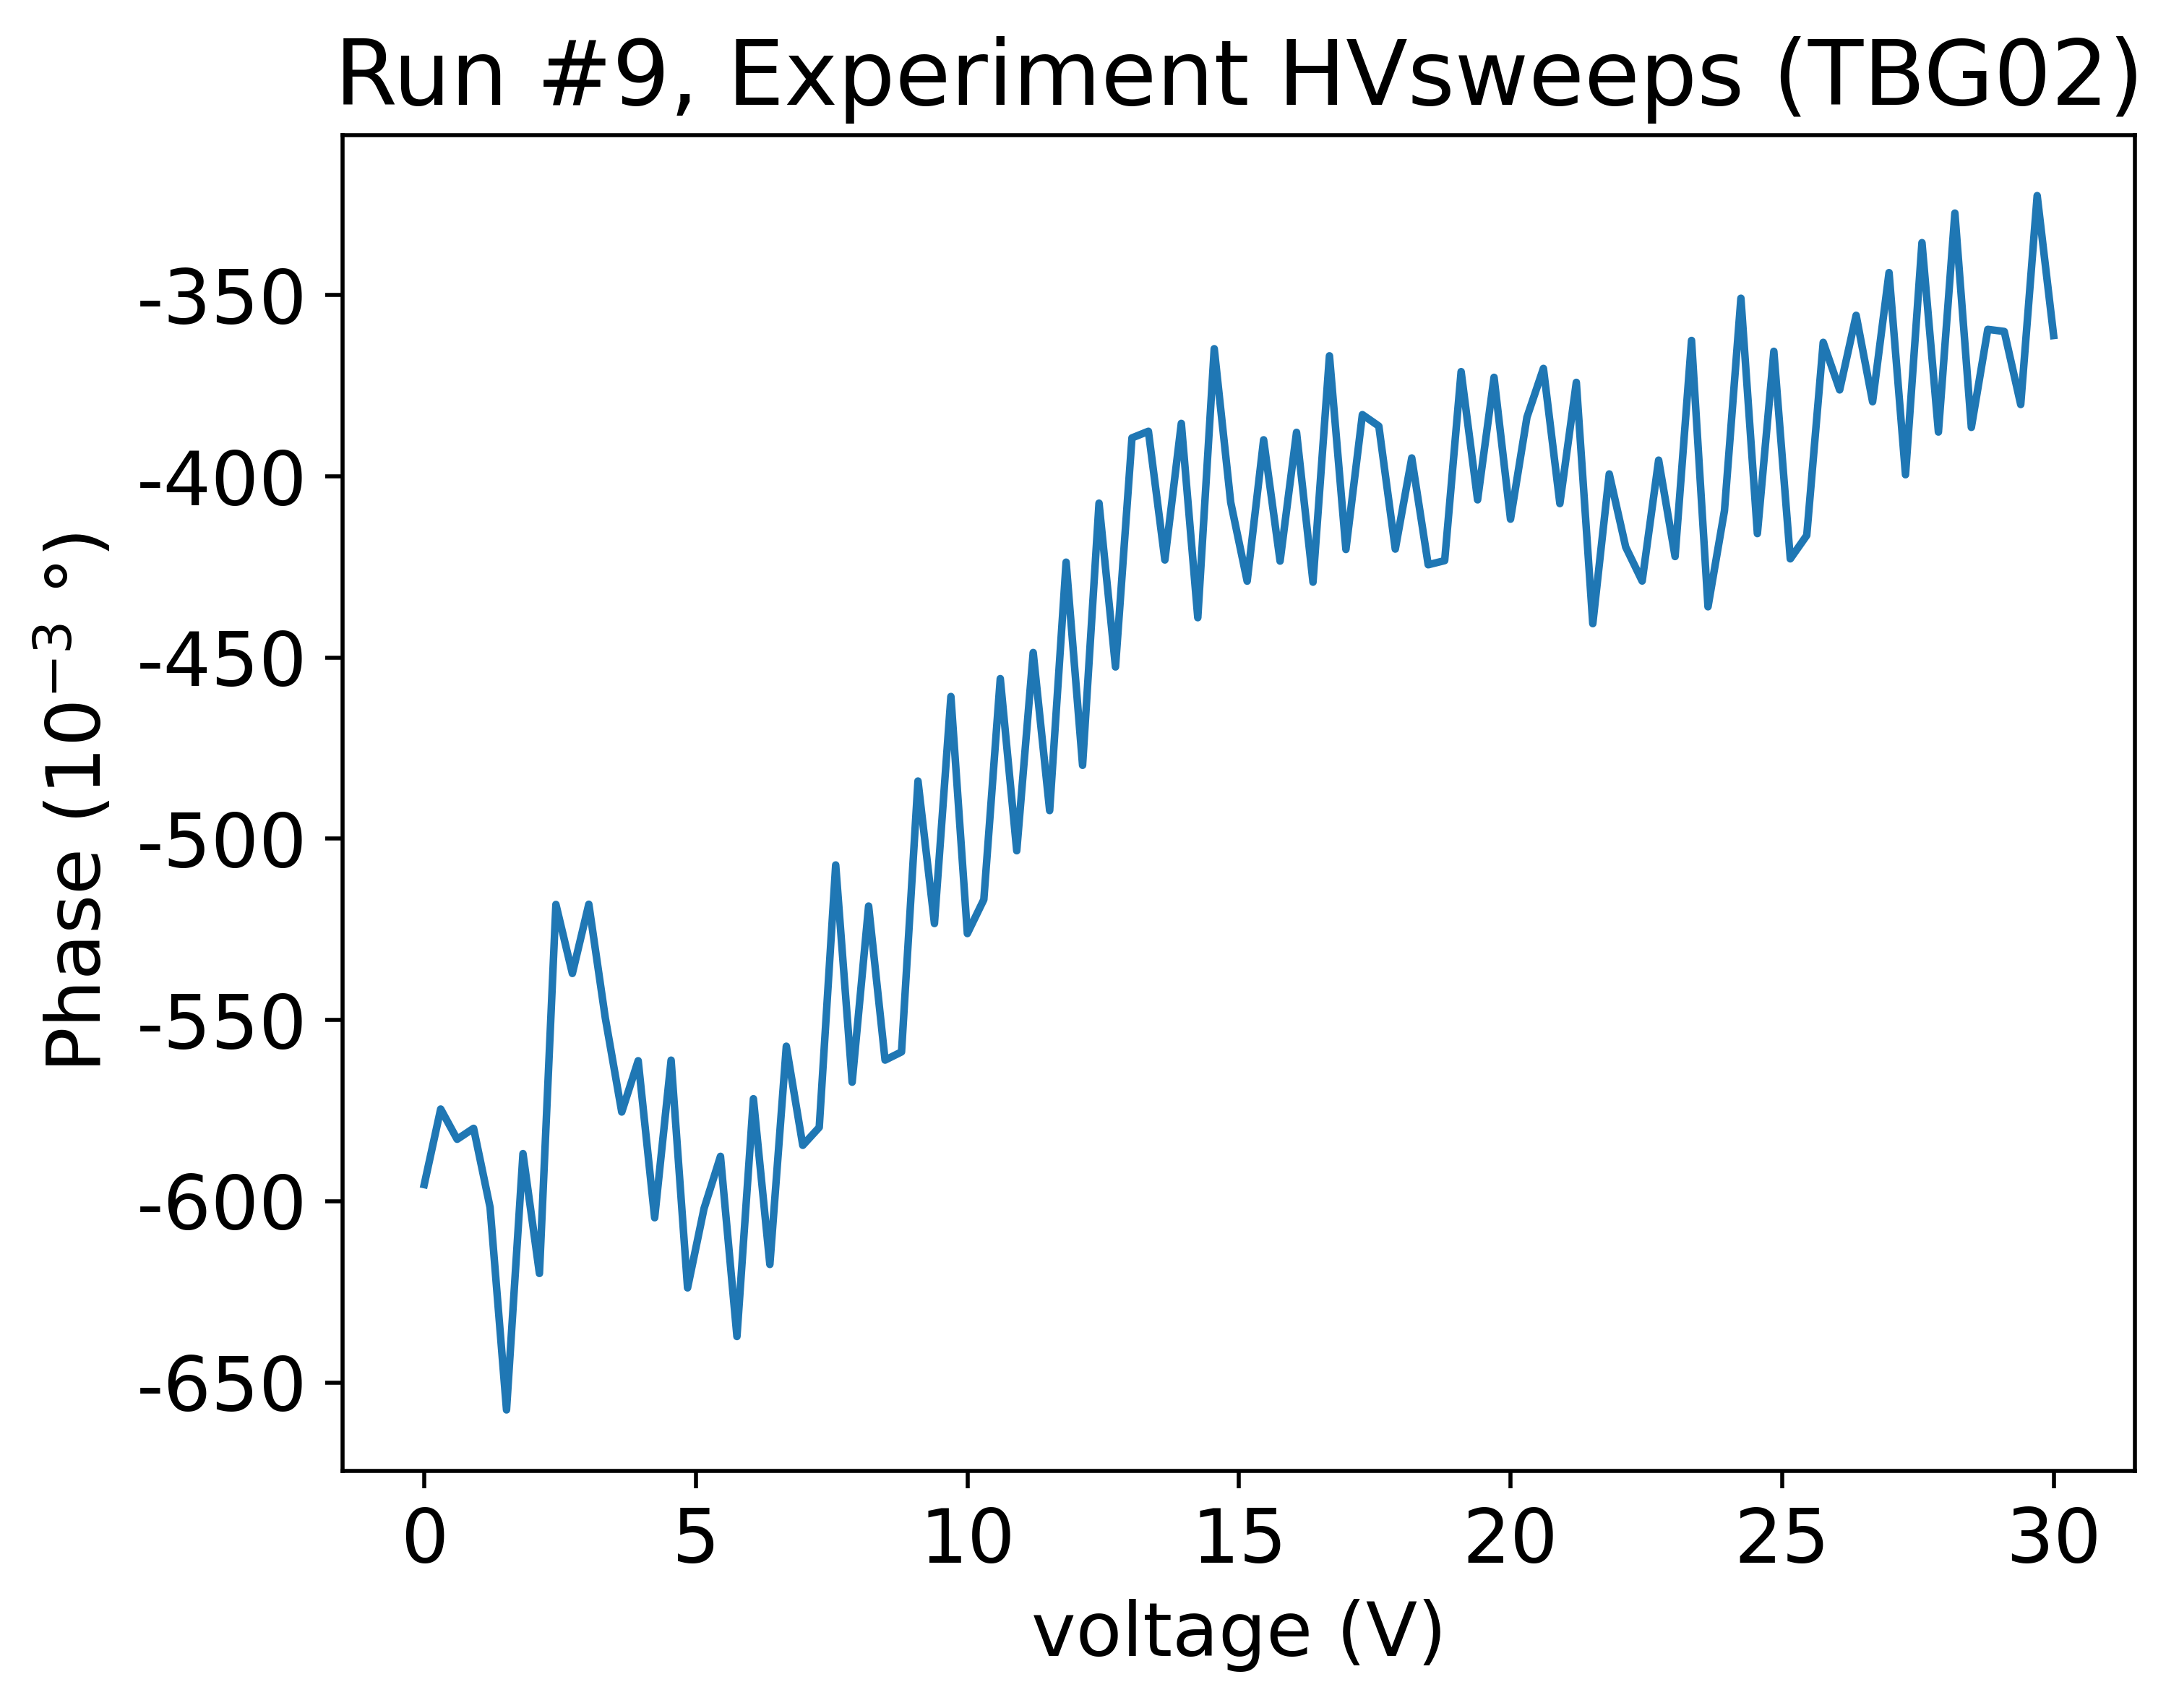 Run #9, Experiment HVsweeps (TBG02)
Phase (10⁻³ °)
-350
-400
-450
-500
-550
-600
-650
0 5 10 15 20 25 30
voltage (V)